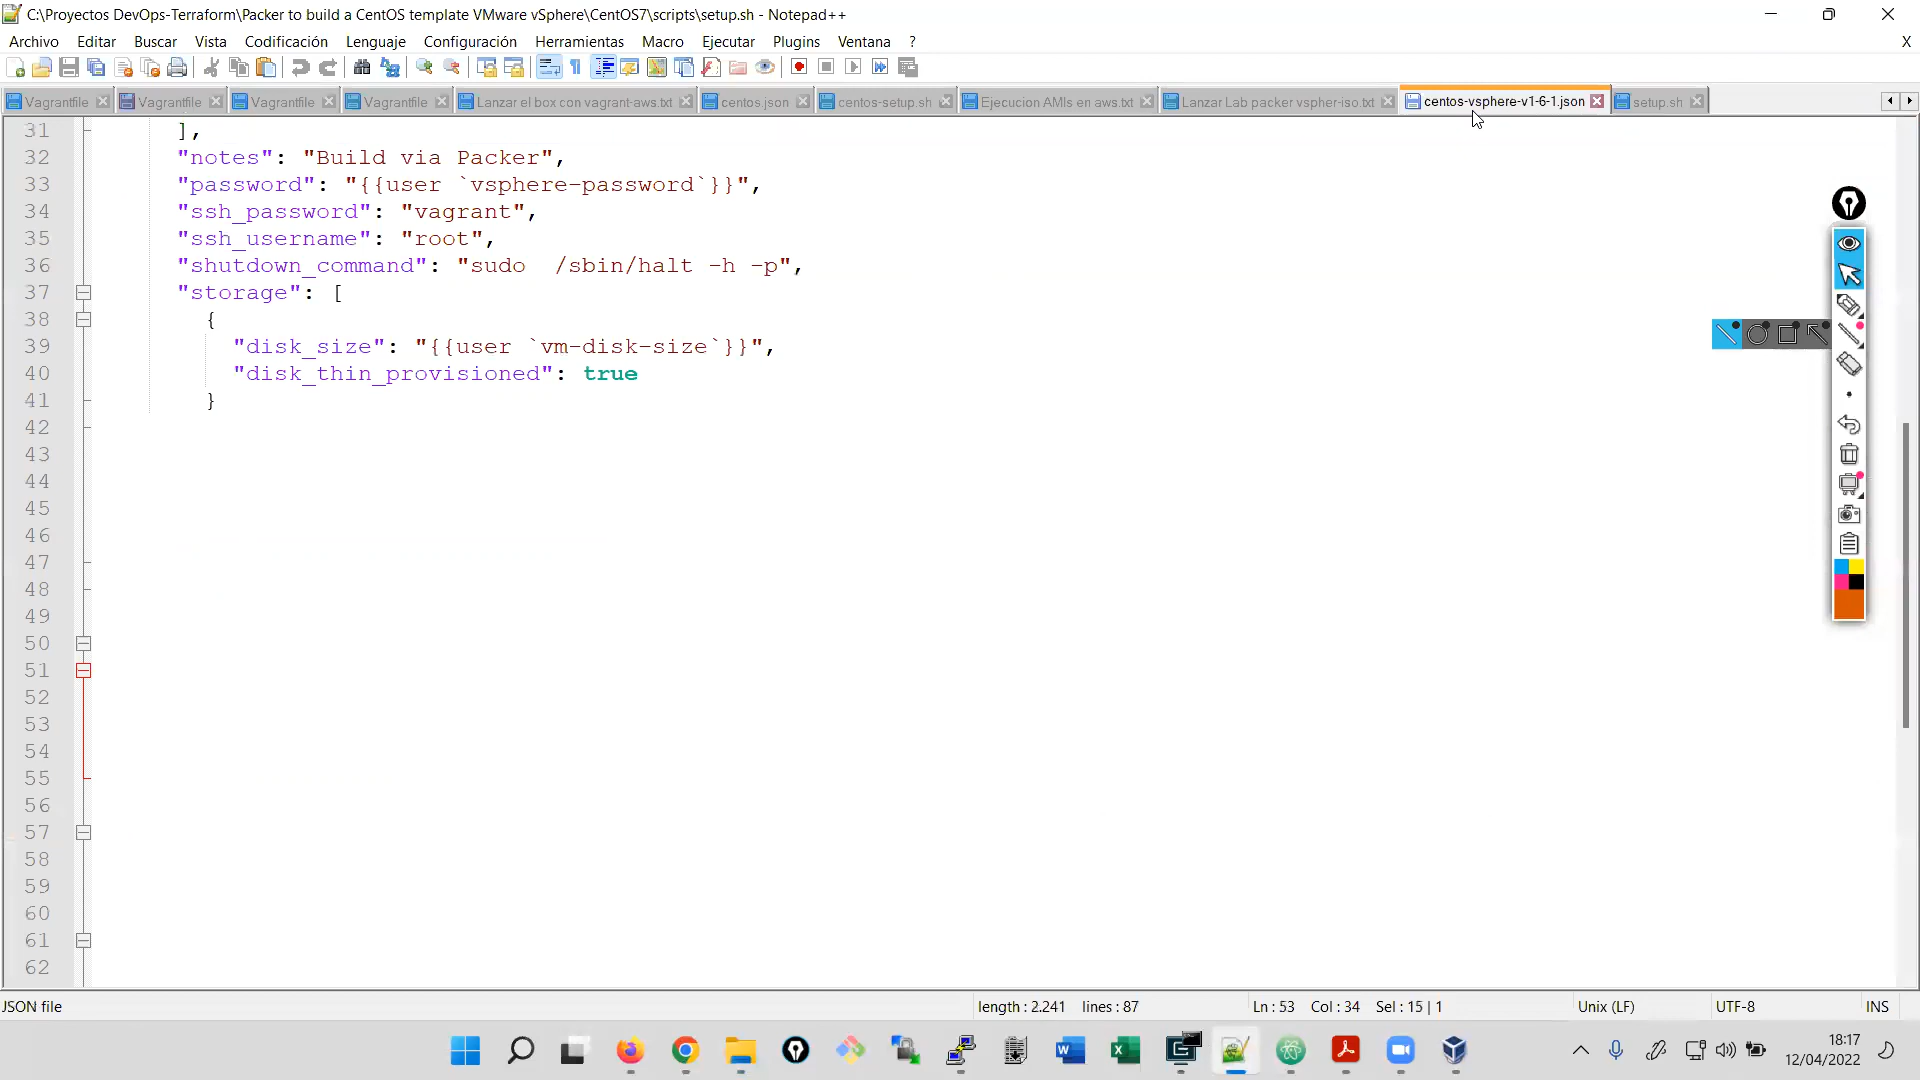 C:\Proyectos DevOps-Terraform\Packer to build a CentOS template VMware vSphere\CentOS7\scripts\setup.sh - Notepad++
Archivo Editar Buscar Vista Codificación Lenguaje Configuración Herramientas Macro Ejecutar Plugins Ventana ? X
Vagrantfile Vagrantfile Vagrantfile Vagrantfile Lanzar el box con vagrant-aws.txt centos.json centos-setup.sh Ejecucion AMIs en aws.txt Lanzar Lab packer vspher-iso.txt centos-vsphere-v1-6-1.json setup.sh
31 ],
32 "notes": "Build via Packer",
33 "password": "{{user `vsphere-password`}}",
34 "ssh_password": "vagrant",
35 "ssh_username": "root",
36 "shutdown_command": "sudo  /sbin/halt -h -p",
37 "storage": [
38 {
39 "disk_size": "{{user `vm-disk-size`}}",
40 "disk_thin_provisioned": true
41 }
42
43
44
45
46
47
48
49
50
51
52
53
54
55
56
57
58
59
60
61
62
JSON file length : 2.241 lines : 87 Ln : 53 Col : 34 Sel : 15 | 1 Unix (LF) UTF-8 INS
18:17
12/04/2022